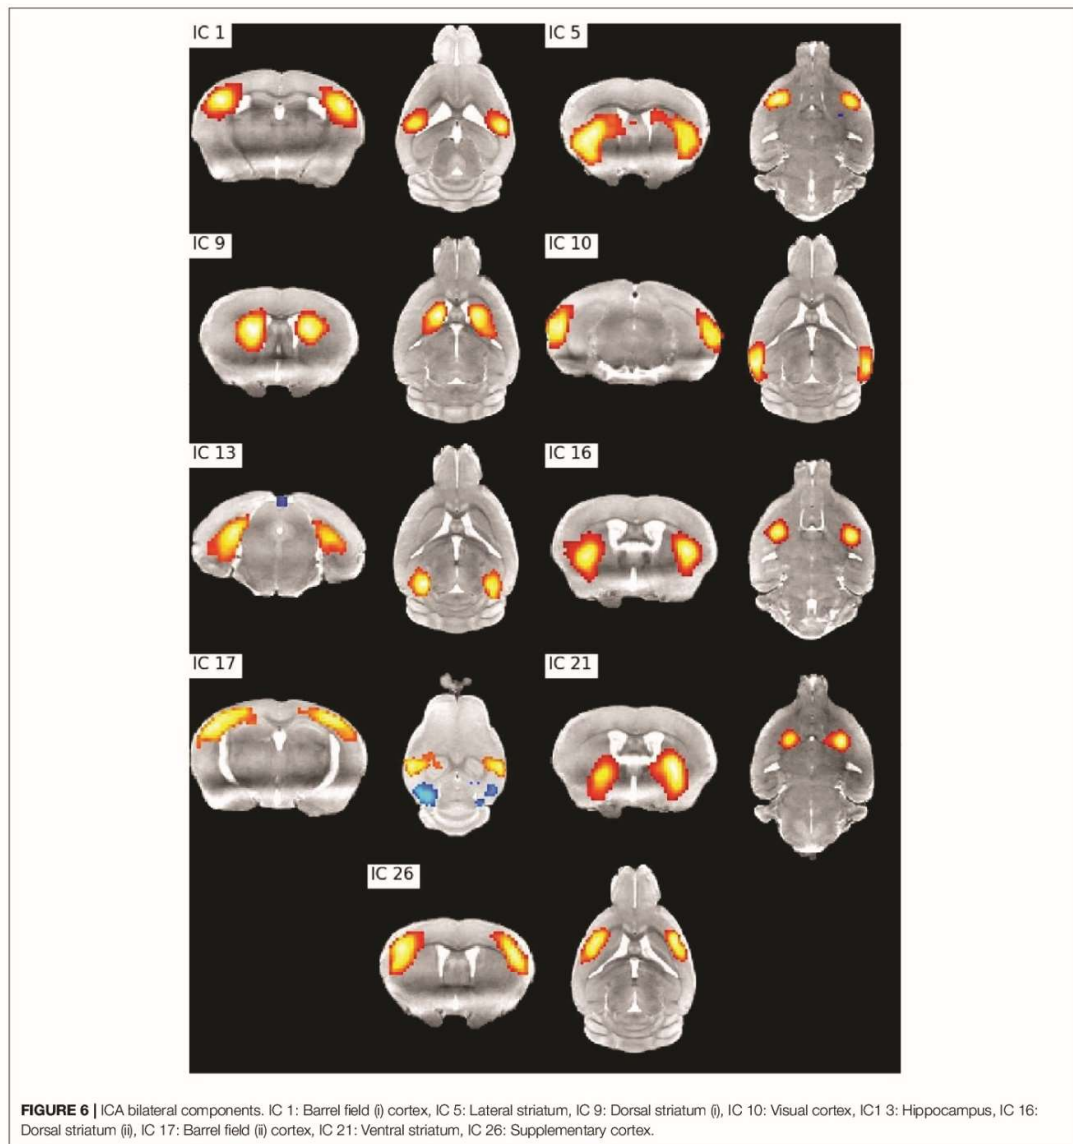 IC 1
IC 5
IC 9
IC 10
IC 13
IC 16
IC 17
IC 21
IC 26
FIGURE 6 | ICA bilateral components. IC 1: Barrel field (i) cortex, IC 5: Lateral striatum, IC 9: Dorsal striatum (i), IC 10: Visual cortex, IC1 3: Hippocampus, IC 16:
Dorsal striatum (ii), IC 17: Barrel field (ii) cortex, IC 21: Ventral striatum, IC 26: Supplementary cortex.